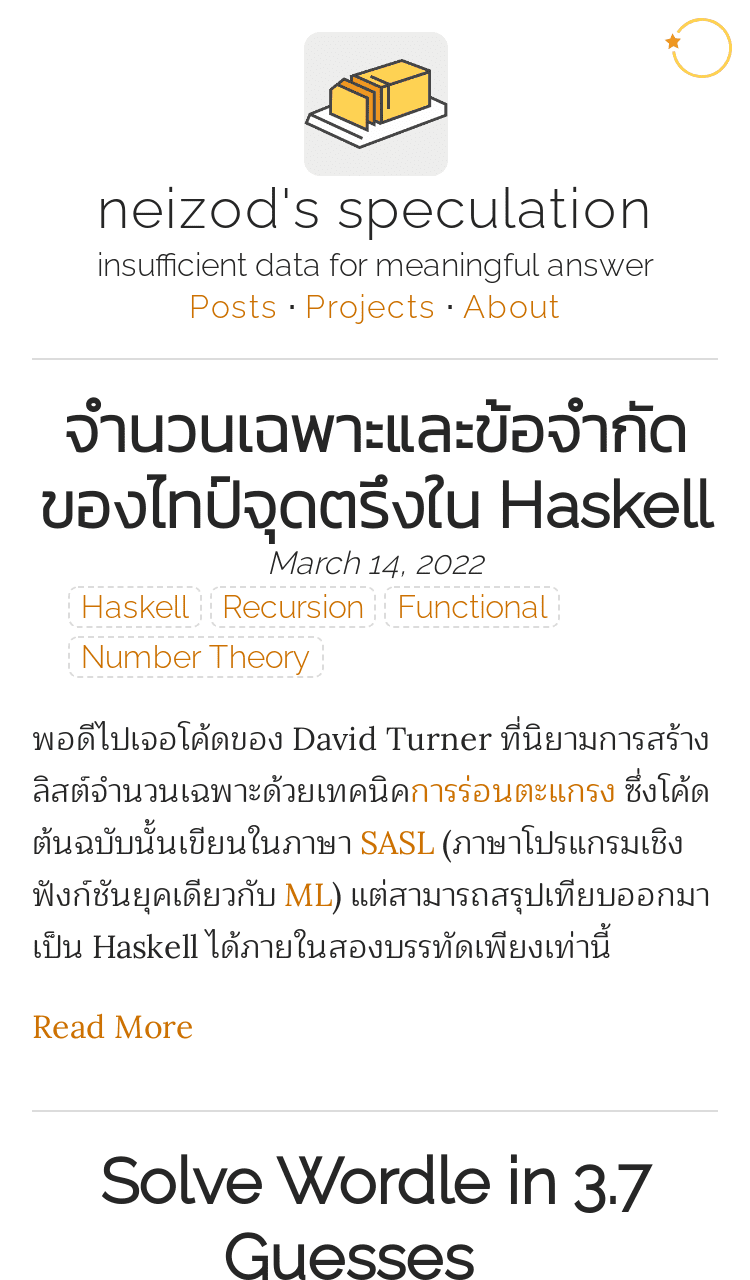 neizod's speculation
insufficient data for meaningful answer
Posts · Projects · About
จำนวนเฉพาะและข้อจำกัด
ของไทป์จุดตรึงใน Haskell
March 14, 2022
Haskell Recursion Functional
Number Theory
พอดีไปเจอโค้ดของ David Turner ที่นิยามการสร้าง
ลิสต์จำนวนเฉพาะด้วยเทคนิคการร่อนตะแกรง ซึ่งโค้ด
ต้นฉบับนั้นเขียนในภาษา SASL (ภาษาโปรแกรมเชิง
ฟังก์ชันยุคเดียวกับ ML) แต่สามารถสรุปเทียบออกมา
เป็น Haskell ได้ภายในสองบรรทัดเพียงเท่านี้
Read More
Solve Wordle in 3.7
Guesses